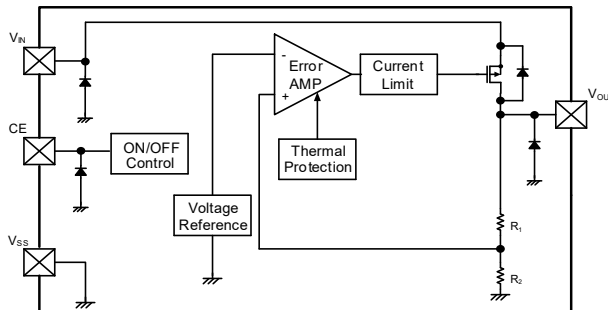 VIN
-
Error
AMP
+
Current
Limit
VOU
CE
ON/OFF
Control
Thermal
Protection
Voltage
Reference
R1
VSS
R2